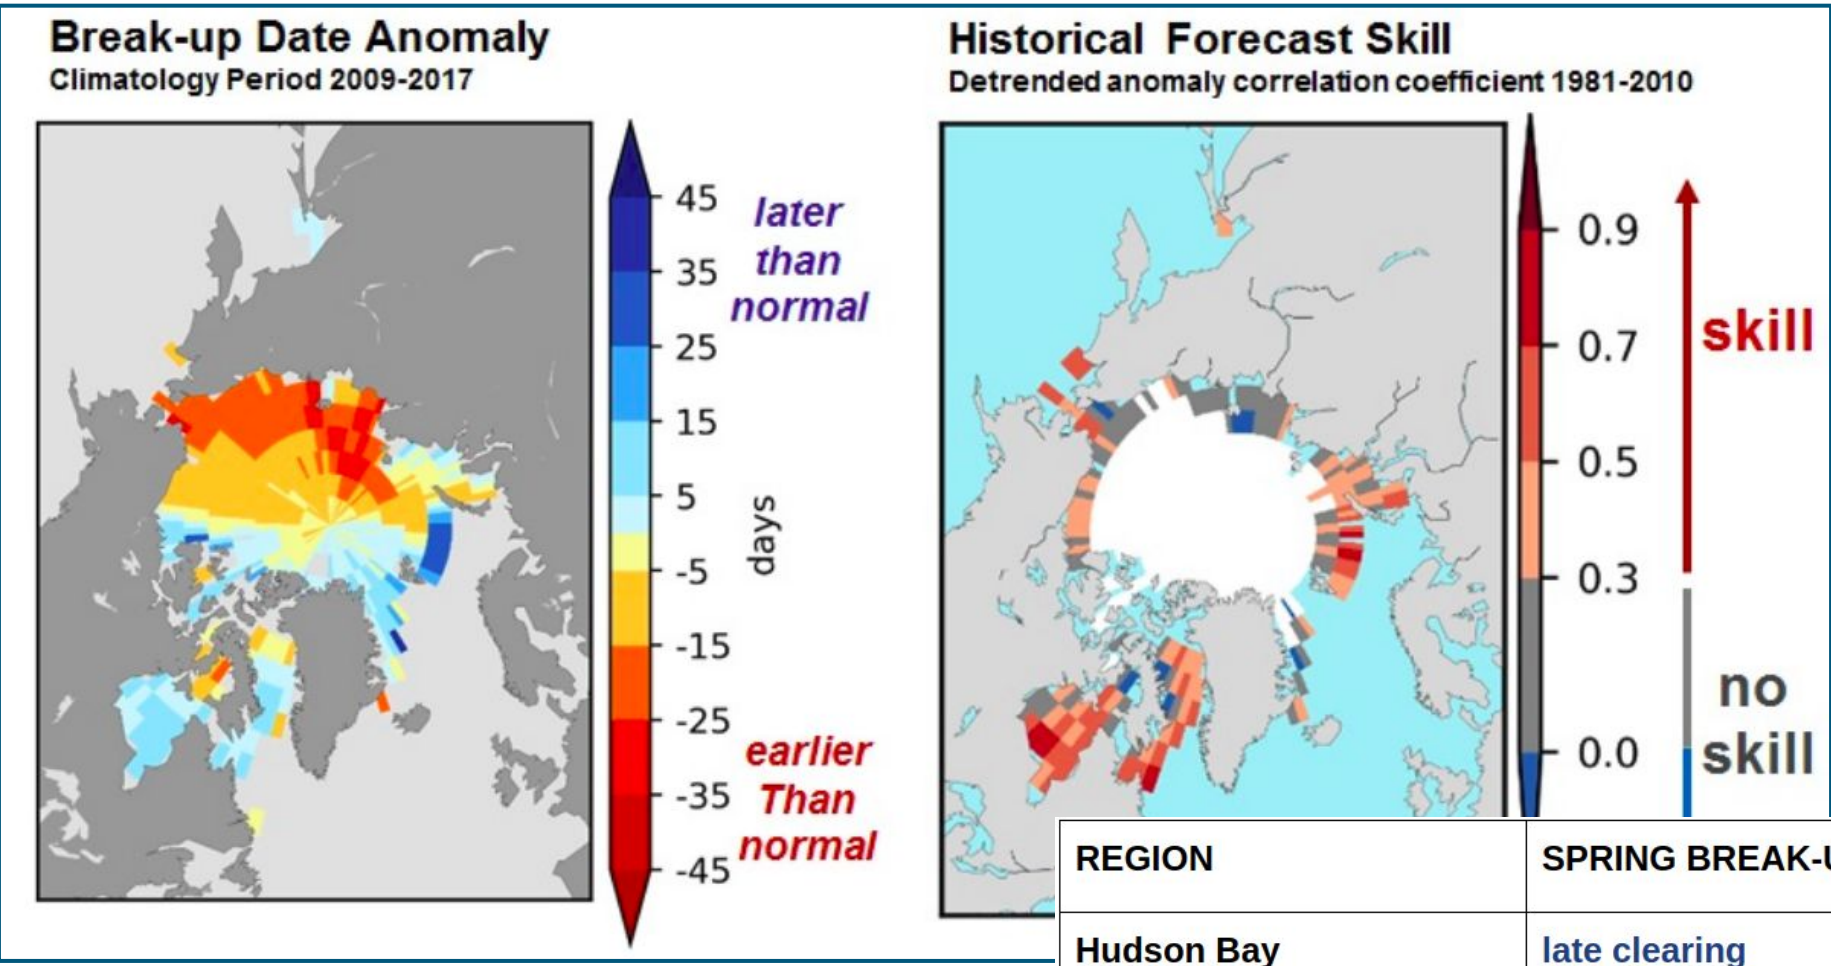 Break-up Date Anomaly
Climatology Period 2009-2017
45
35
25
15
5
-5
-15
-25
-35
-45
days
later
than
normal
earlier
Than
normal
Historical Forecast Skill
Detrended anomaly correlation coefficient 1981-2010
0.9
0.7
0.5
0.3
0.0
skill
no
skill
REGION
SPRING BREAK-U
Hudson Bay
late clearing